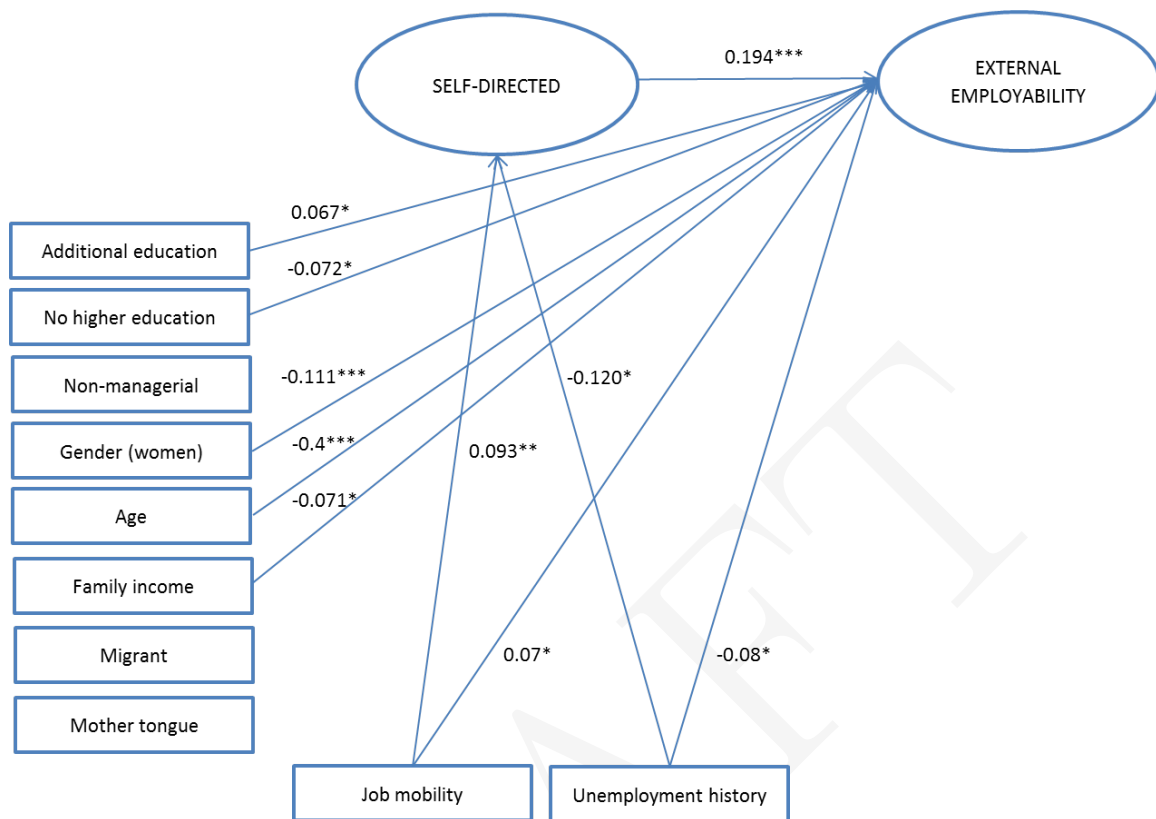 0.194***
SELF-DIRECTED
EXTERNAL
EMPLOYABILITY
0.067*
Additional education
-0.072*
No higher education
Non-managerial
-0.111***
-0.120*
Gender (women)
-0.4***
0.093**
-0.071*
Age
Family income
Migrant
0.07*
-0.08*
Mother tongue
Job mobility
Unemployment history
AFT